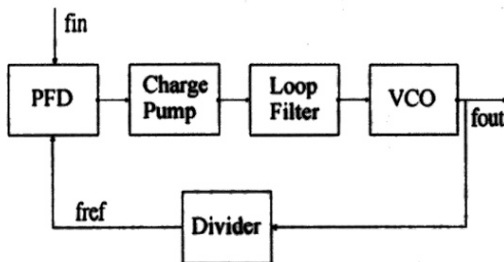 fin
PFD
Charge
Pump
Loop
Filter
VCO
fout
fref
Divider